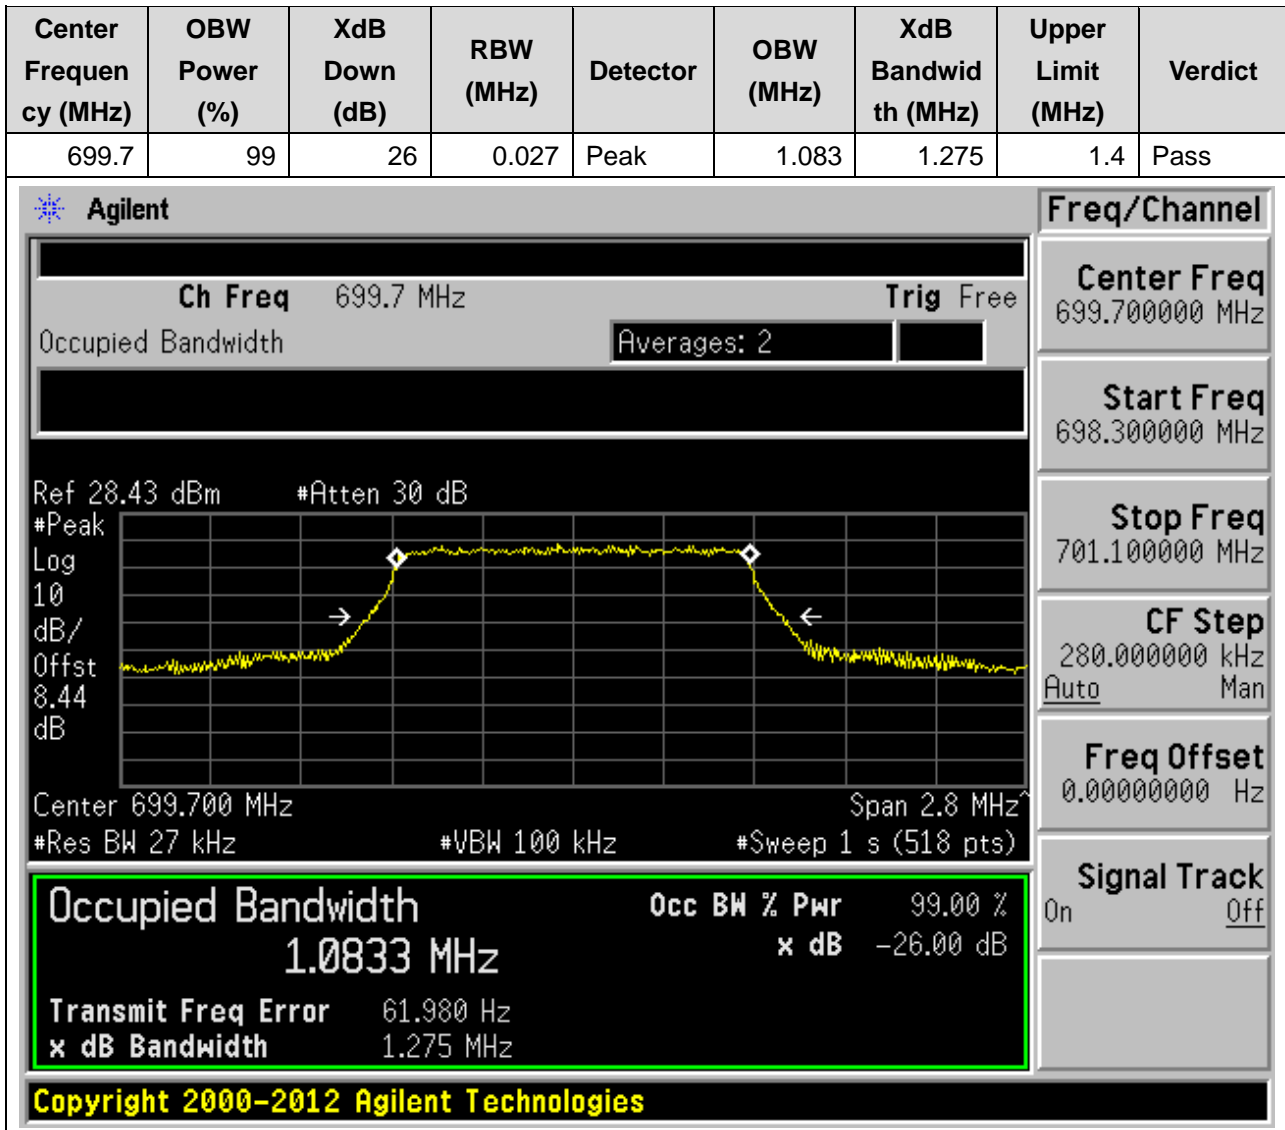 Center Frequen cy (MHz) | OBW Power (%) | XdB Down (dB) | RBW (MHz) | Detector | OBW (MHz) | XdB Bandwid th (MHz) | Upper Limit (MHz) | Verdict
699.7 | 99 | 26 | 0.027 | Peak | 1.083 | 1.275 | 1.4 | Pass
Agilent
Freq/Channel
Ch Freq 699.7 MHz Trig Free
Occupied Bandwidth Averages: 2
Center Freq
699.700000 MHz
Start Freq
698.300000 MHz
Stop Freq
701.100000 MHz
CF Step
280.000000 kHz
Auto Man
Freq Offset
0.00000000 Hz
Signal Track
On Off
Ref 28.43 dBm #Atten 30 dB
#Peak
Log
10
dB/
Offst
8.44
dB
Center 699.700 MHz Span 2.8 MHz^
#Res BW 27 kHz #VBW 100 kHz #Sweep 1 s (518 pts)
Occupied Bandwidth Occ BW % Pwr 99.00 %
1.0833 MHz x dB -26.00 dB
Transmit Freq Error 61.980 Hz
x dB Bandwidth 1.275 MHz
Copyright 2000-2012 Agilent Technologies